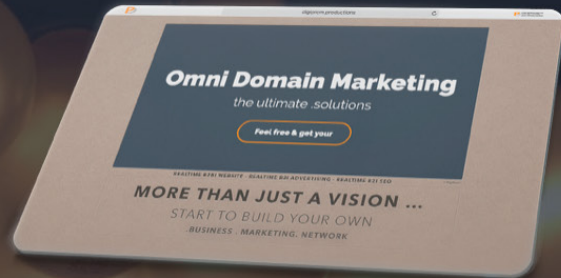 Omni Domain Marketing
the ultimate .solutions
Feel free & get your
MORE THAN JUST A VISION ...
START TO BUILD YOUR OWN
.BUSINESS . MARKETING. NETWORK